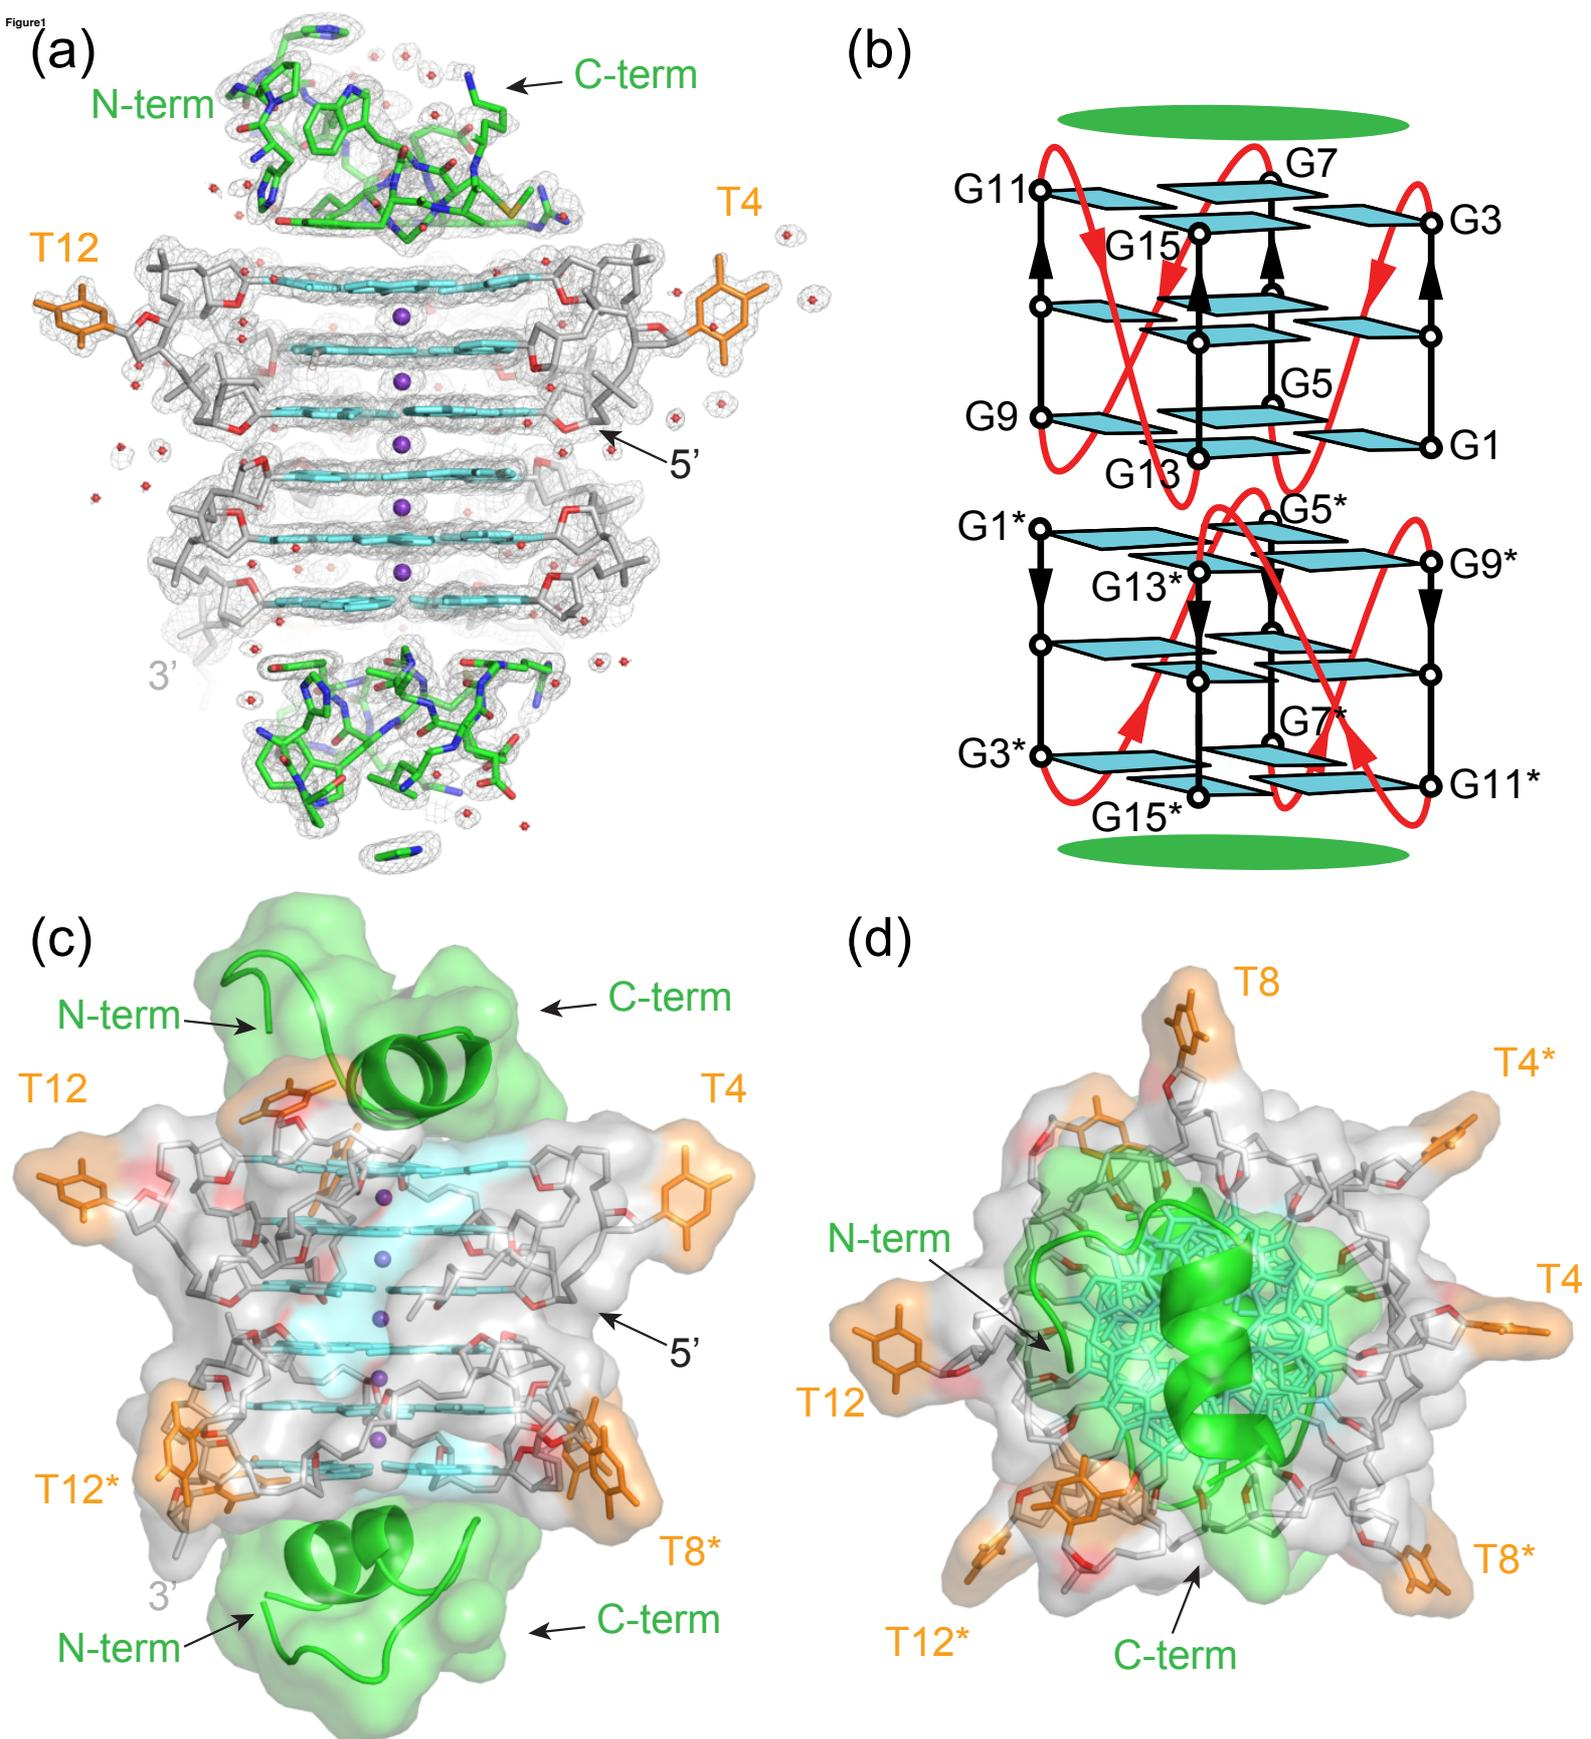 Figure1
(a)
N-term
C-term
T12
T4
5’
3’
(b)
G7
G11
G3
G15
G5
G9
G1
G13
G1*
G5*
G9*
G13*
G7*
G3*
G11*
G15*
(c)
N-term
C-term
T12
T4
5’
T12*
T8*
3’
C-term
N-term
(d)
T8
T4*
N-term
T4
T12
T8*
T12*
C-term